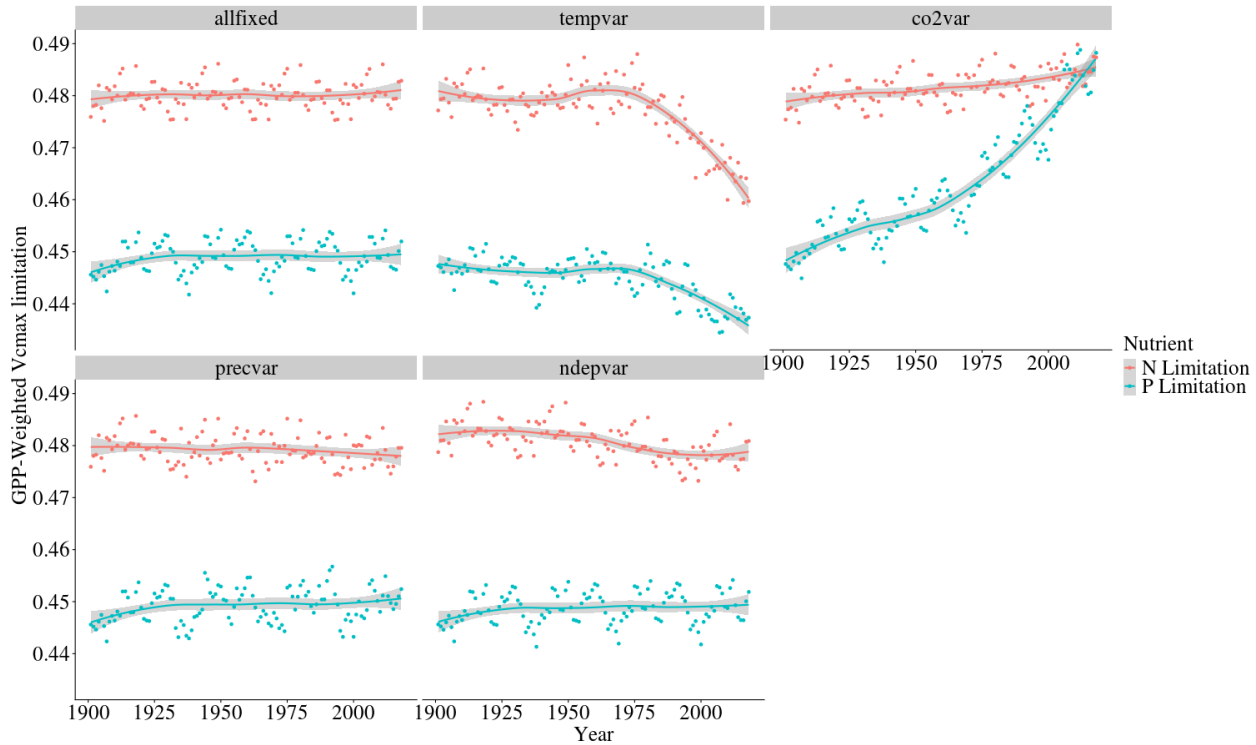 allfixed tempvar co2var
0.49
0.48
0.47
0.46
0.45
0.44
1900 1925 1950 1975 2000
precvar ndepvar
0.49
0.48
0.47
0.46
0.45
0.44
1900 1925 1950 1975 2000 1900 1925 1950 1975 2000
Year
GPP-Weighted Vcmax limitation
Nutrient
N Limitation
P Limitation